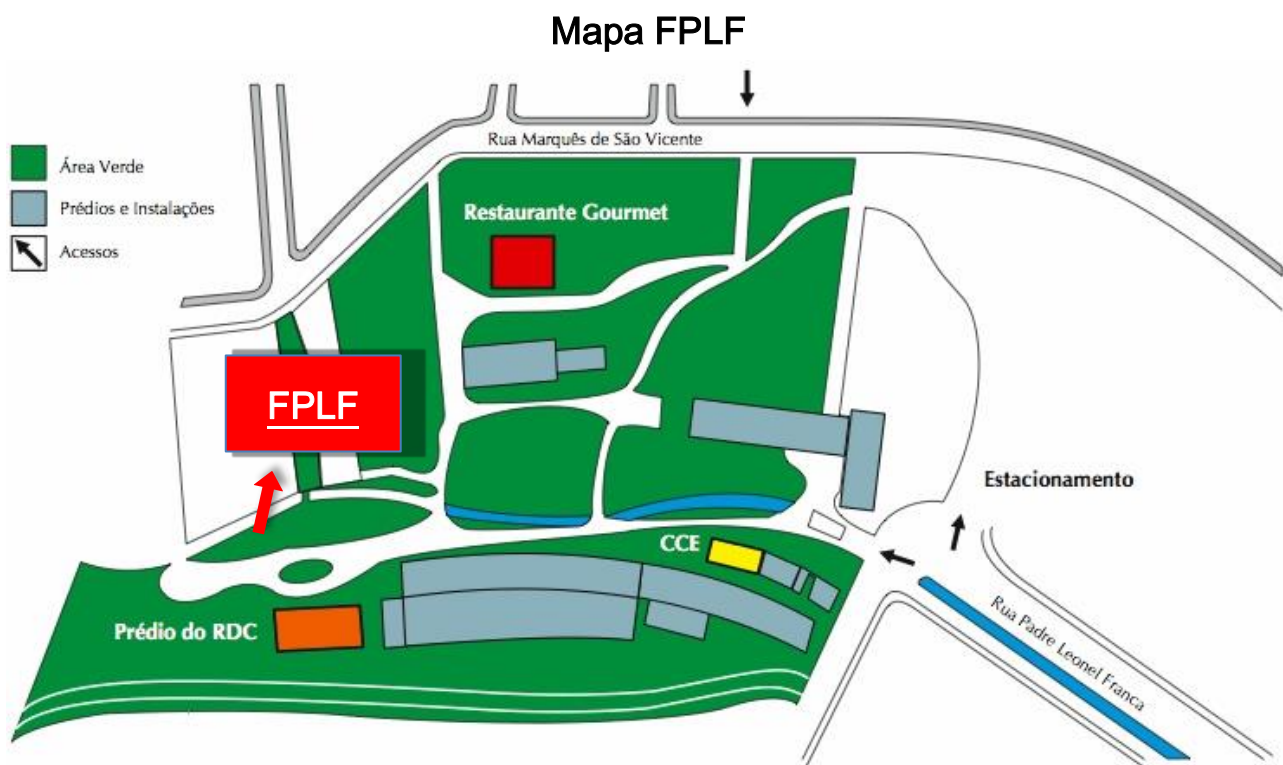 Mapa FPLF
Rua Marquês de São Vicente
Área Verde
Prédios e Instalações
Acessos
Restaurante Gourmet
FPLF
Estacionamento
CCE
Rua Padre Leonel Franca
Prédio do RDC